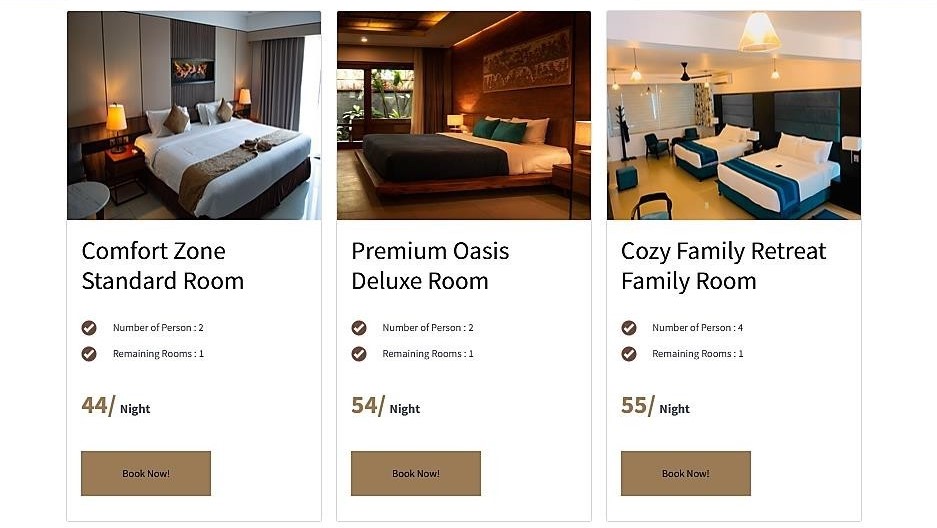 Comfort Zone
Standard Room
Number of Person : 2
Remaining Rooms : 1
44/ Night
Book Now!
Premium Oasis
Deluxe Room
Number of Person : 2
Remaining Rooms : 1
54/ Night
Book Now!
Cozy Family Retreat
Family Room
Number of Person : 4
Remaining Rooms : 1
55/ Night
Book Now!